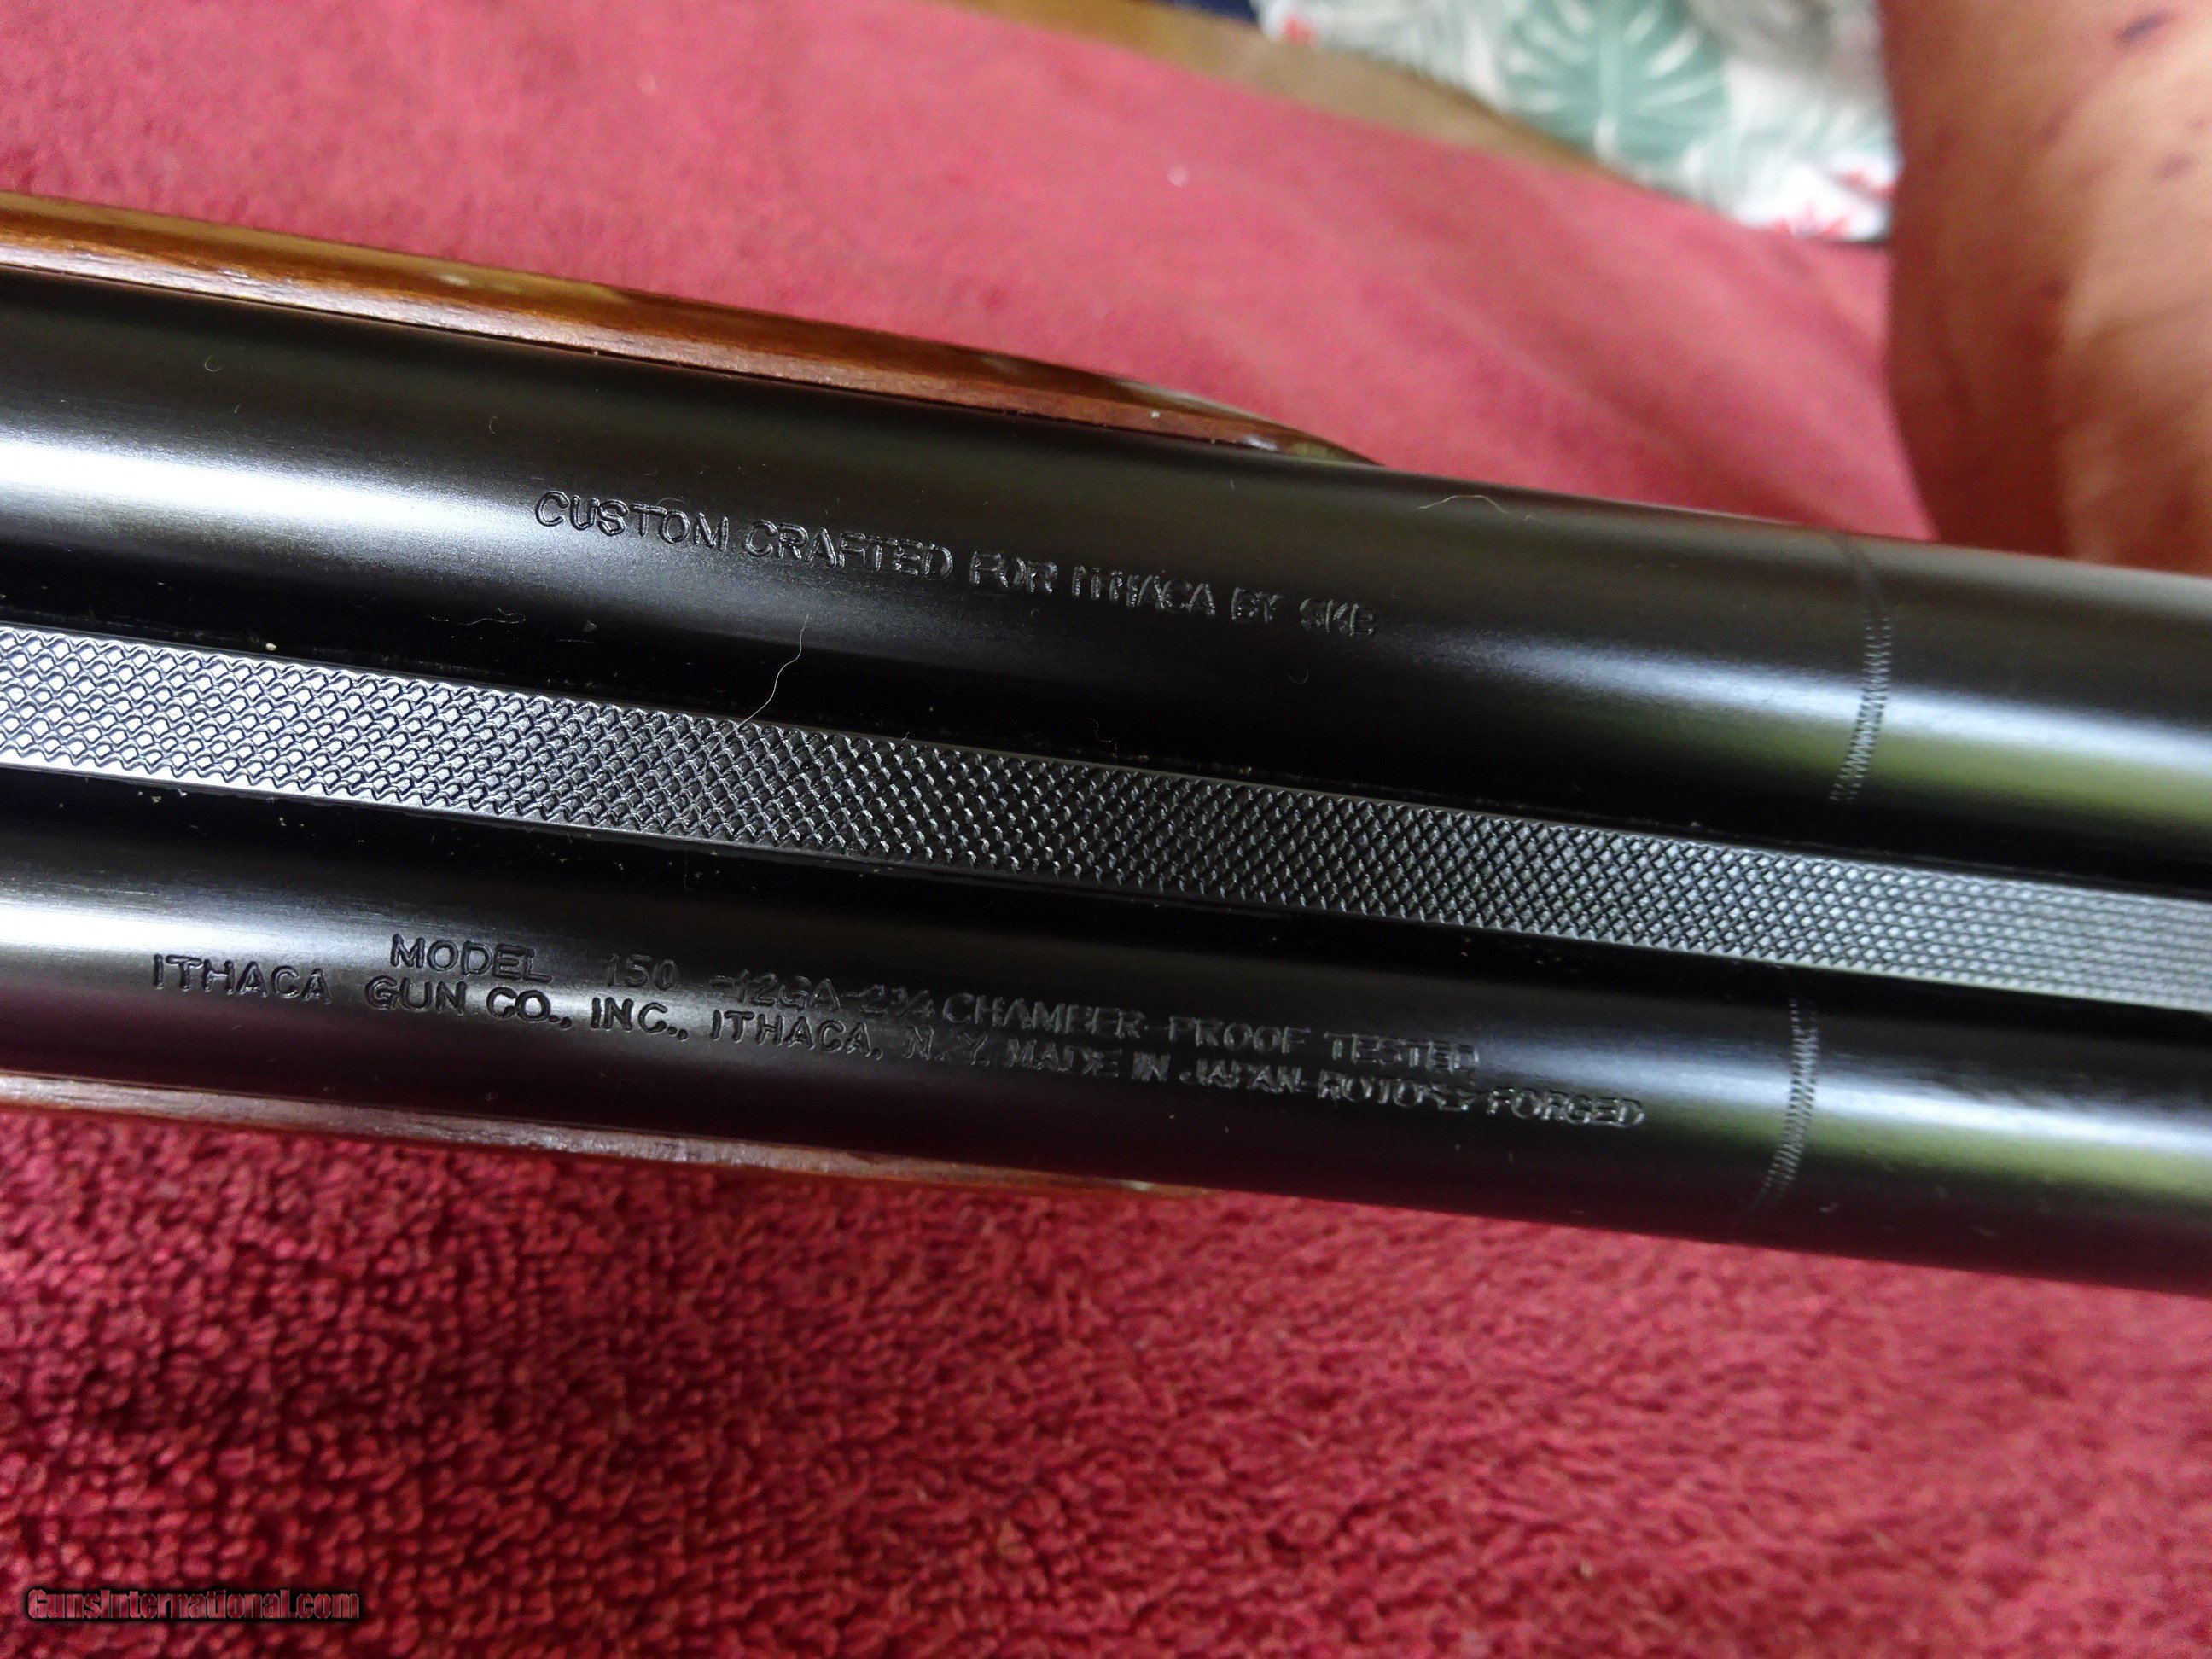 CUSTOM CRAFTED FOR ITHACA BY SKB
MODEL 150 -12GA-2¾ CHAMBER-PROOF TESTED
ITHACA GUN CO., INC., ITHACA, N.Y. MADE IN JAPAN-ROTO-FORGED
GunsInternational.com